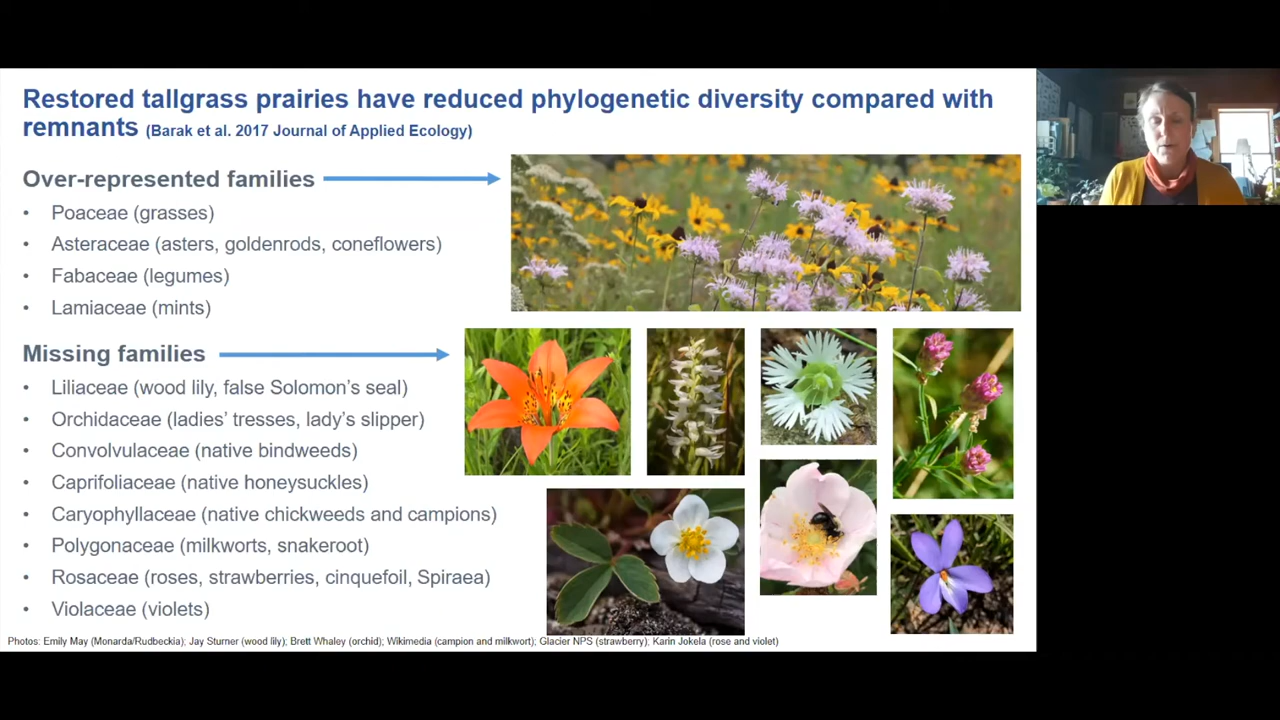 Restored tallgrass prairies have reduced phylogenetic diversity compared with
remnants (Barak et al. 2017 Journal of Applied Ecology)
Over-represented families
• Poaceae (grasses)
• Asteraceae (asters, goldenrods, coneflowers)
• Fabaceae (legumes)
• Lamiaceae (mints)
Missing families
• Liliaceae (wood lily, false Solomon's seal)
• Orchidaceae (ladies' tresses, lady's slipper)
• Convolvulaceae (native bindweeds)
• Caprifoliaceae (native honeysuckles)
• Caryophyllaceae (native chickweeds and campions)
• Polygonaceae (milkworts, snakeroot)
• Rosaceae (roses, strawberries, cinquefoil, Spiraea)
• Violaceae (violets)
Photos: Emily May (Monarda/Rudbeckia); Jay Sturner (wood lily); Brett Whaley (orchid); Wikimedia (campion and milkwort); Glacier NPS (strawberry); Karin Jokela (rose and violet)